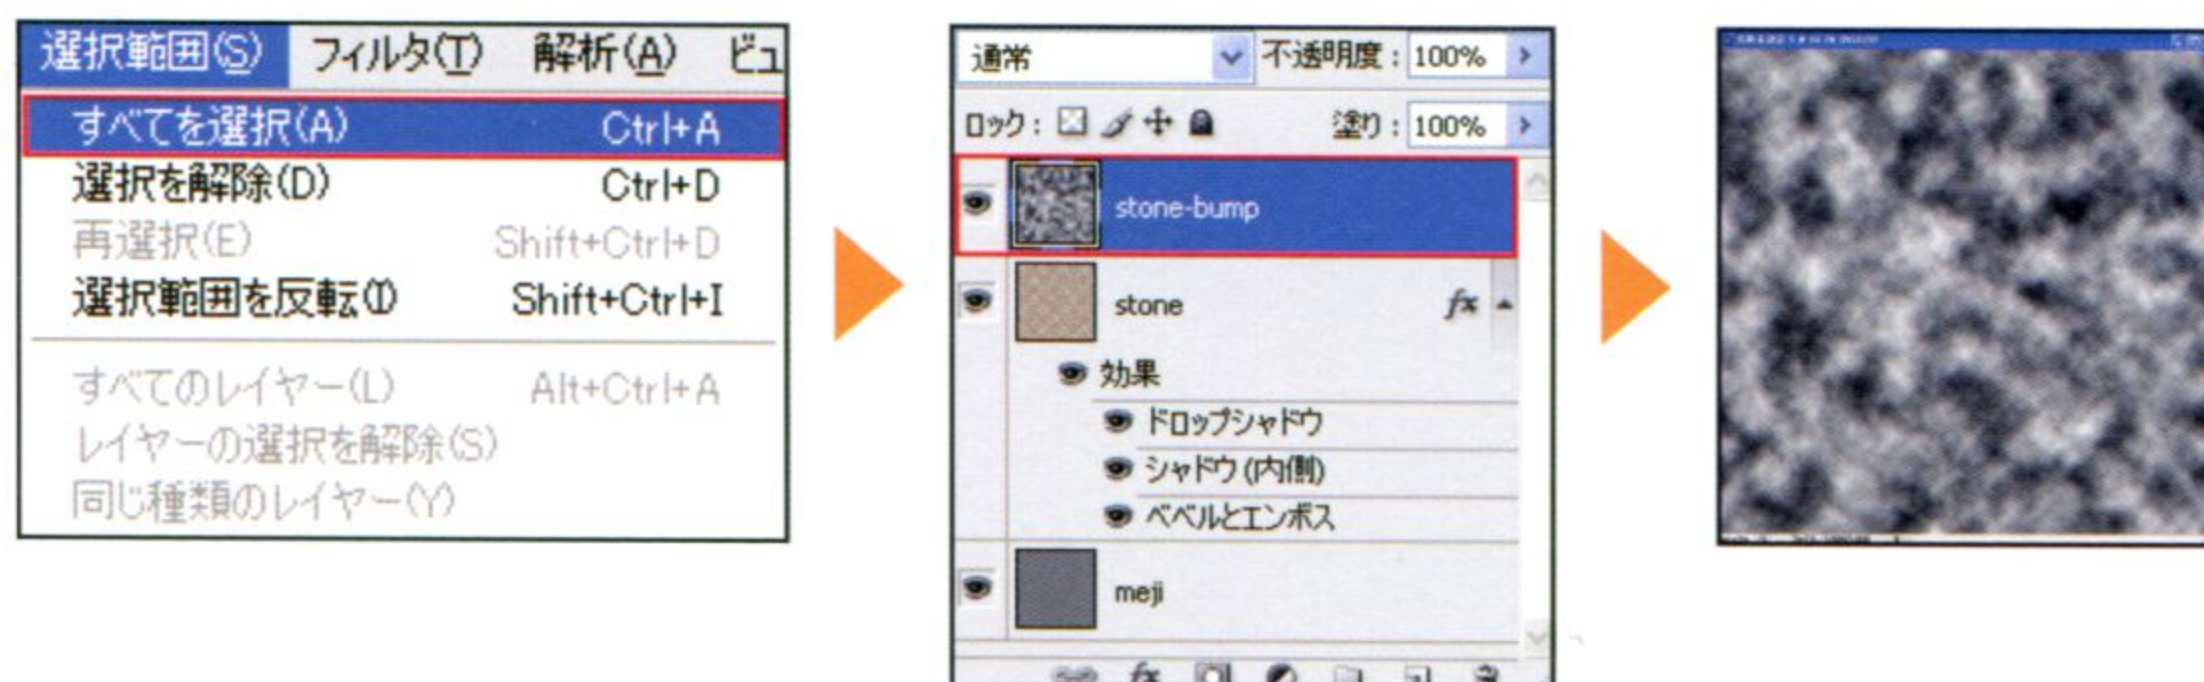 選択範囲(S) フィルタ(T) 解析(A) ビュ
すべてを選択(A) Ctrl+A
選択を解除(D) Ctrl+D
再選択(E) Shift+Ctrl+D
選択範囲を反転(I) Shift+Ctrl+I
すべてのレイヤー(L) Alt+Ctrl+A
レイヤーの選択を解除(S)
同じ種類のレイヤー(Y)
通常 不透明度: 100%
ロック: 塗り: 100%
stone-bump
stone fx
効果
ドロップシャドウ
シャドウ(内側)
ベベルとエンボス
meji
fx